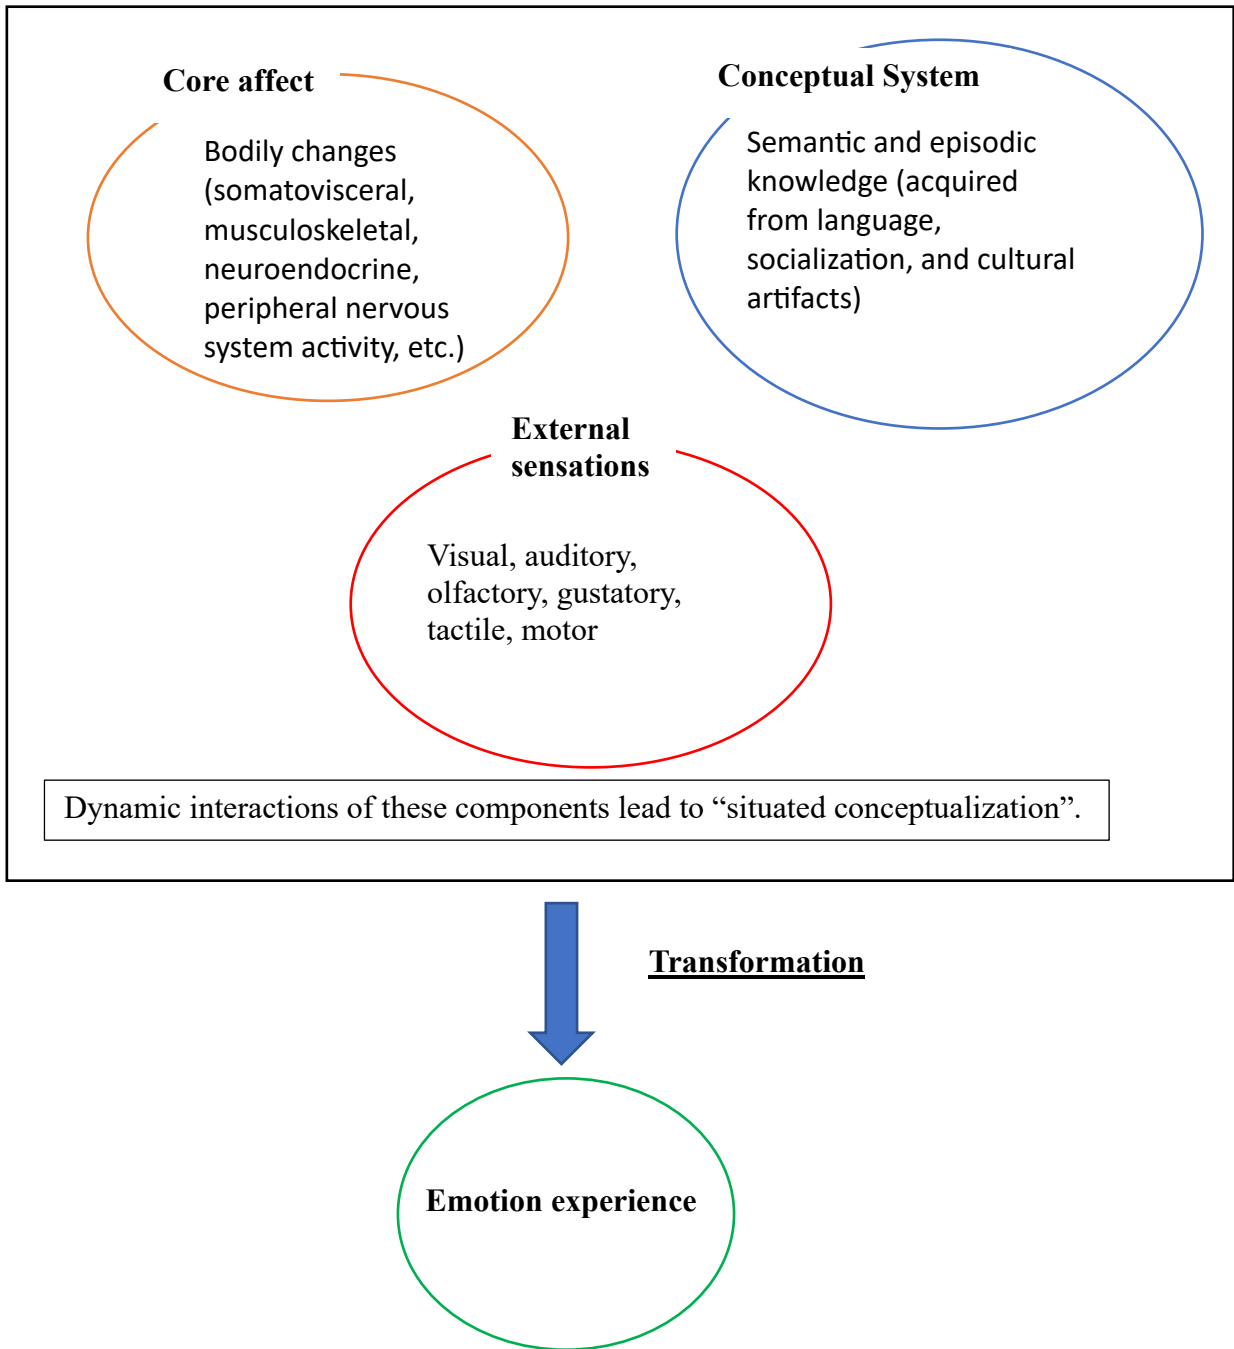 Core affect
Bodily changes
(somatovisceral,
musculoskeletal,
neuroendocrine,
peripheral nervous
system activity, etc.)
Conceptual System
Semantic and episodic
knowledge (acquired
from language,
socialization, and cultural
artifacts)
External
sensations
Visual, auditory,
olfactory, gustatory,
tactile, motor
Dynamic interactions of these components lead to “situated conceptualization”.
Transformation
Emotion experience